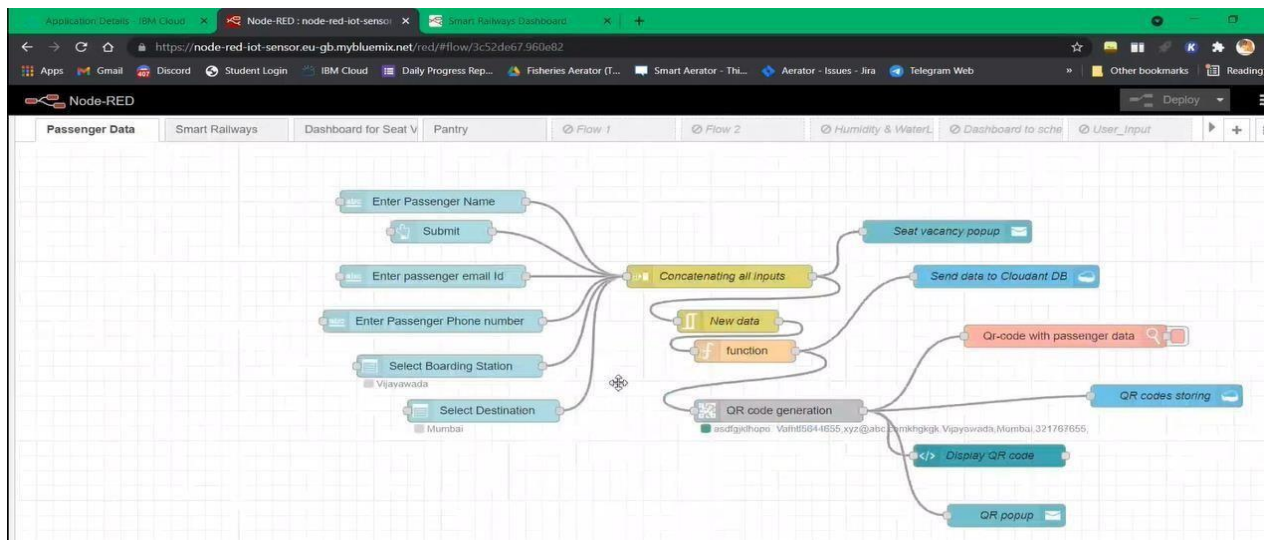 Application Details - IBM Cloud Node-RED : node-red-iot-senso Smart Railways Dashboard
https://node-red-iot-sensor.eu-gb.mybluemix.net/red/#flow/3c52de67.960e82
Apps Gmail Discord Student Login IBM Cloud Daily Progress Rep... Fisheries Aerator (T... Smart Aerator - Thi... Aerator - Issues - Jira Telegram Web » Other bookmarks Reading
Node-RED Deploy
Passenger Data Smart Railways Dashboard for Seat V Pantry Flow 1 Flow 2 Humidity & WaterL Dashboard to sche User_Input
Enter Passenger Name
Submit
Seat vacancy popup
Enter passenger email Id
Concatenating all inputs
Send data to Cloudant DB
Enter Passenger Phone number
New data
Qr-code with passenger data
function
Select Boarding Station
Vijayawada
QR codes storing
Select Destination
QR code generation
Mumbai
Vijayawada,Mumbai,321767655,
Display QR code
QR popup